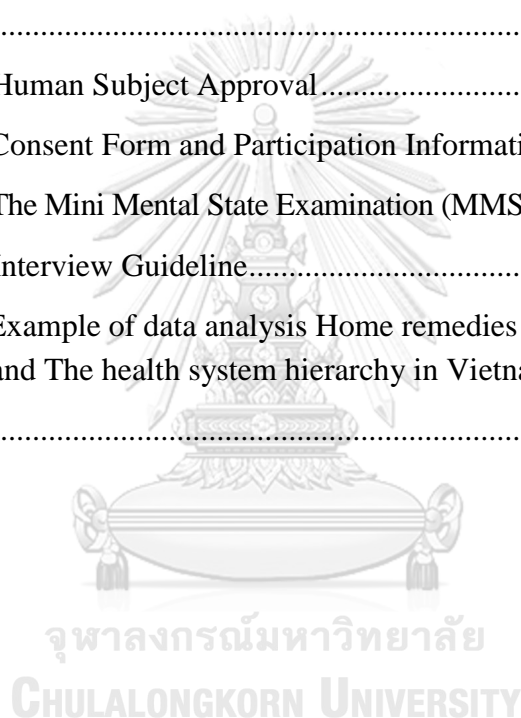 ................................................................
Human Subject Approval........................
Consent Form and Participation Informati
The Mini Mental State Examination (MMS
Interview Guideline..................................
Example of data analysis Home remedies
and The health system hierarchy in Vietna
................................................................
จุฬาลงกรณ์มหาวิทยาลัย
CHULALONGKORN UNIVERSITY